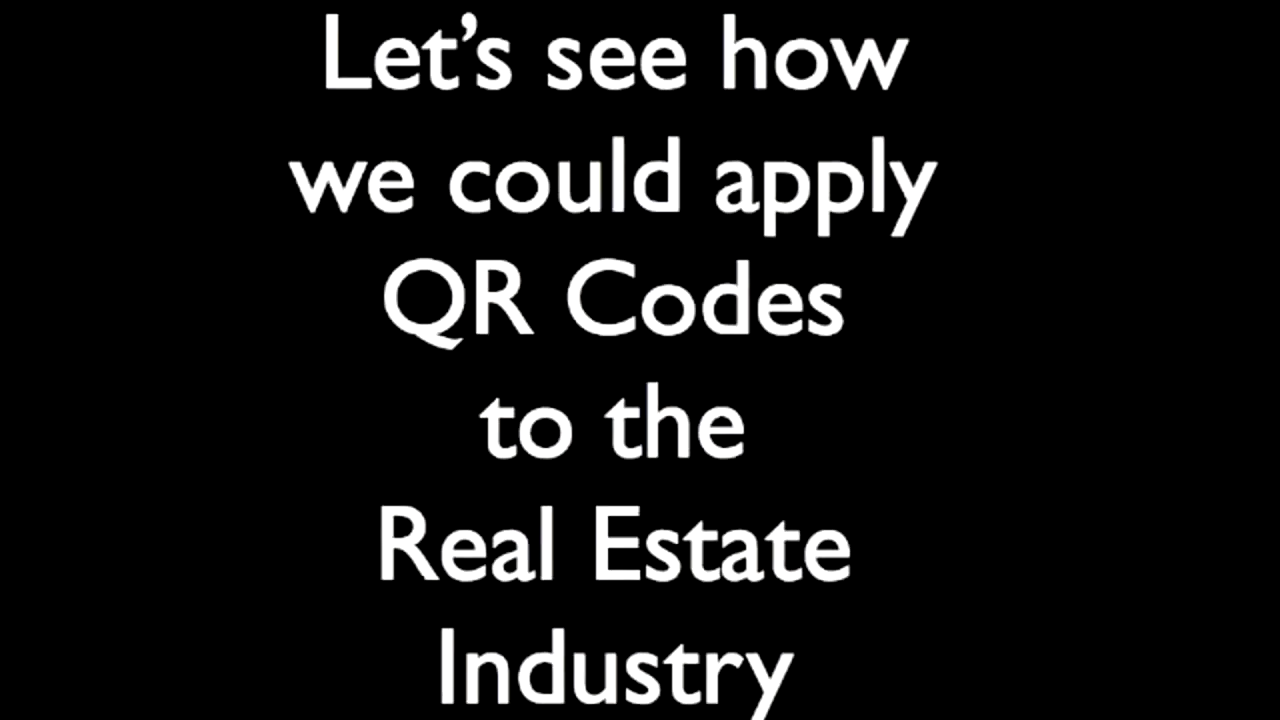 Let’s see how
we could apply
QR Codes
to the
Real Estate
Industry